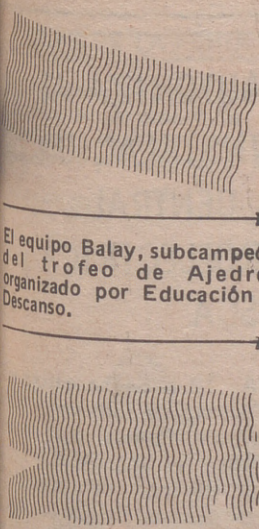 El equipo Balay, subcampe
del trofeo de Ajedr
organizado por Educación
Descanso.